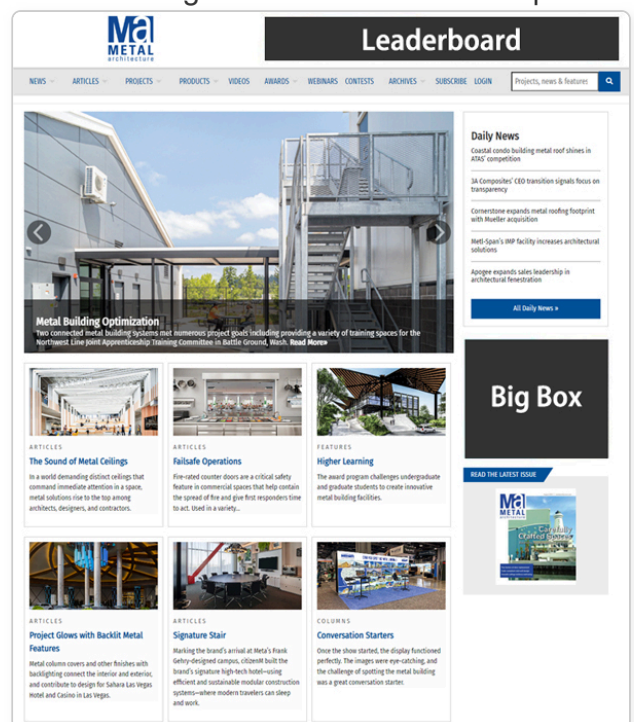 Ma
METAL
architecture
Leaderboard
NEWS ARTICLES PROJECTS PRODUCTS VIDEOS AWARDS WEBINARS CONTESTS ARCHIVES SUBSCRIBE LOGIN Projects, news & features
Metal Building Optimization
Two connected metal building systems met numerous project goals including providing a variety of training spaces for the
Northwest Line Joint Apprenticeship Training Committee in Battle Ground, Wash. Read More»
Daily News
Coastal condo building metal roof shines in
ATAS' competition
3A Composites' CEO transition signals focus on
transparency
Cornerstone expands metal roofing footprint
with Mueller acquisition
Metl-Span's IMP facility increases architectural
solutions
Apogee expands sales leadership in
architectural fenestration
All Daily News »
Big Box
READ THE LATEST ISSUE
Ma
METAL
architecture
Carefully
Crafted
ARTICLES
The Sound of Metal Ceilings
In a world demanding distinct ceilings that
command immediate attention in a space,
metal solutions rise to the top among
architects, designers, and contractors.
ARTICLES
Failsafe Operations
Fire-rated counter doors are a critical safety
feature in commercial spaces that help contain
the spread of fire and give first responders time
to act. Used in a variety...
FEATURES
Higher Learning
The award program challenges undergraduate
and graduate students to create innovative
metal building facilities.
ARTICLES
Project Glows with Backlit Metal
Features
Metal column covers and other finishes with
backlighting connect the interior and exterior,
and contribute to design for Sahara Las Vegas
Hotel and Casino in Las Vegas.
ARTICLES
Signature Stair
Marking the brand's arrival at Meta's Frank
Gehry-designed campus, citizenM built the
brand's signature high-tech hotel—using
efficient and sustainable modular construction
systems—where modern travelers can sleep
and work.
COLUMNS
Conversation Starters
Once the show started, the display functioned
perfectly. The images were eye-catching, and
the challenge of spotting the metal building
was a great conversation starter.